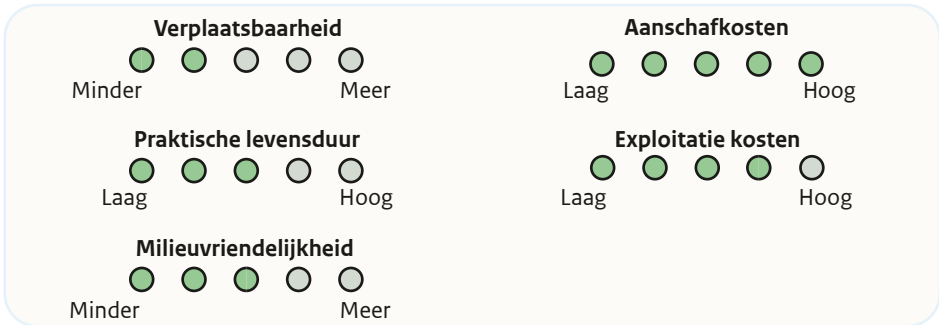 Verplaatsbaarheid
Minder Meer
Praktische levensduur
Laag Hoog
Milieuvriendelijkheid
Minder Meer
Aanschafkosten
Laag Hoog
Exploitatie kosten
Laag Hoog